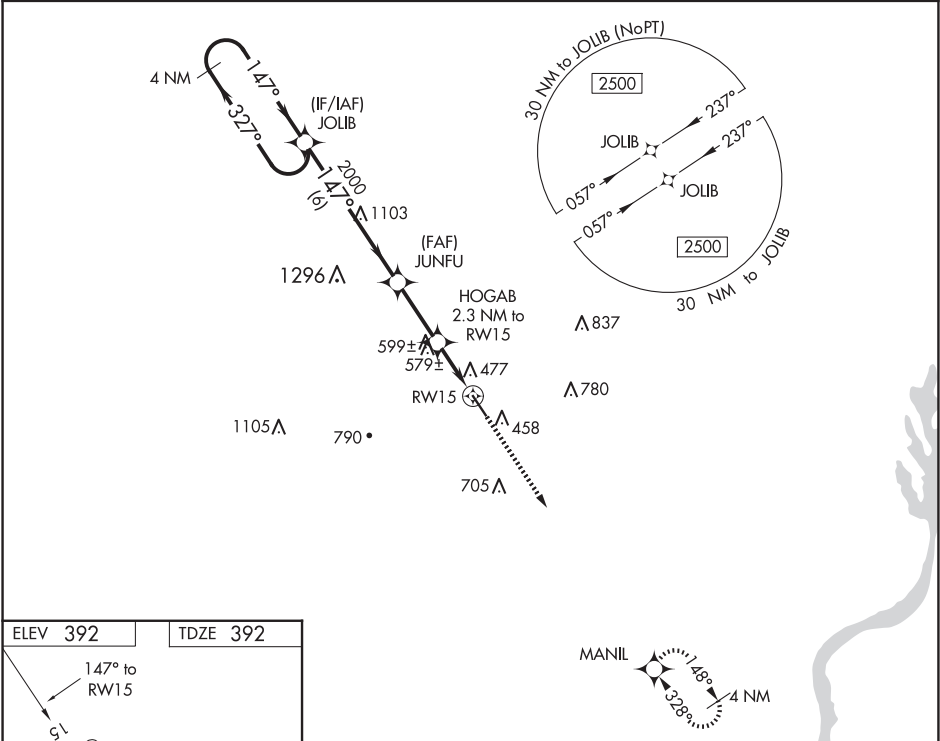 30 NM to JOLIB (NoPT)
2500
237°
237°
JOLIB
JOLIB
057°
057°
2500
30 NM to JOLIB
4 NM
147°
327°
(IF/IAF)
JOLIB
2000
147°
(6)
1103
(FAF)
JUNFU
1296
HOGAB
2.3 NM to
RW15
837
599±
579±
477
RW15
780
458
1105
790
705
MANIL
148°
328°
4 NM
ELEV 392
TDZE 392
147° to
RW15
15